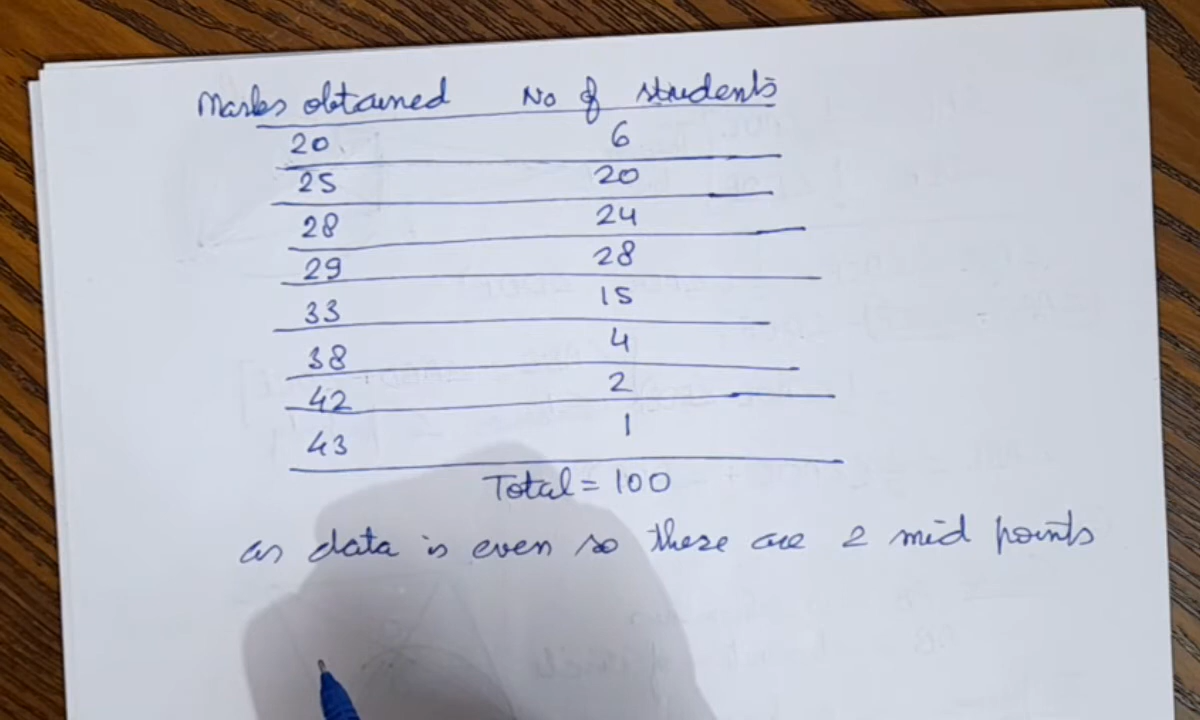 Marks obtained No of students
20 6
25 20
28 24
29 28
33 15
38 4
42 2
43 1
Total = 100
as data is even so there are 2 mid points